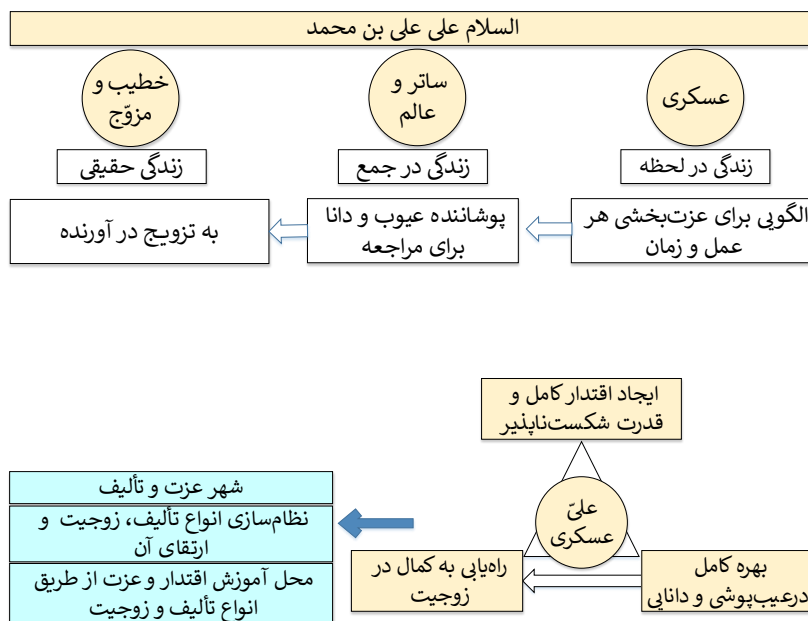 السلام علی علی بن محمد
عسکری
ساتر و
عالم
خطیب و
مزوّج
زندگی در لحظه
زندگی در جمع
زندگی حقیقی
الگویی برای عزت‌بخشی هر
عمل و زمان
پوشاننده عیوب و دانا
برای مراجعه
به تزویج در آورنده
ایجاد اقتدار کامل و
قدرت شکست‌ناپذیر
علیّ
عسکری
بهره کامل
درعیب‌پوشی و دانایی
راه‌یابی به کمال در
زوجیت
شهر عزت و تألیف
نظام‌سازی انواع تألیف، زوجیت و
ارتقای آن
محل آموزش اقتدار و عزت از طریق
انواع تألیف و زوجیت